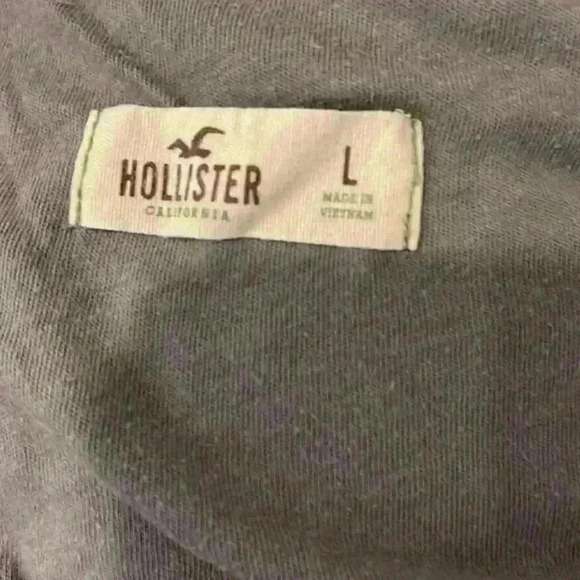 HOLLISTER
CALIFORNIA
L
MADE IN
VIETNAM